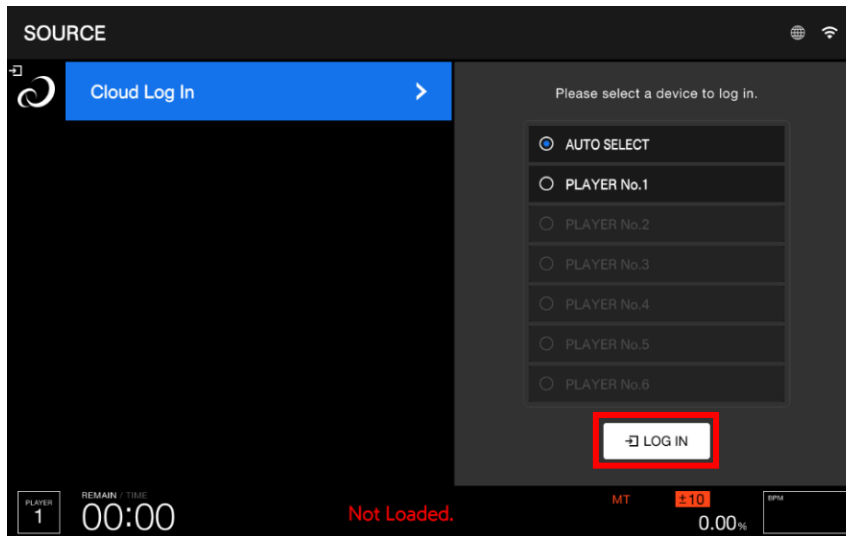 SOURCE
Cloud Log In
Please select a device to log in.
AUTO SELECT
PLAYER No.1
PLAYER No.2
PLAYER No.3
PLAYER No.4
PLAYER No.5
PLAYER No.6
LOG IN
PLAYER
1
REMAIN / TIME
00:00
Not Loaded.
MT
±10
0.00%
BPM